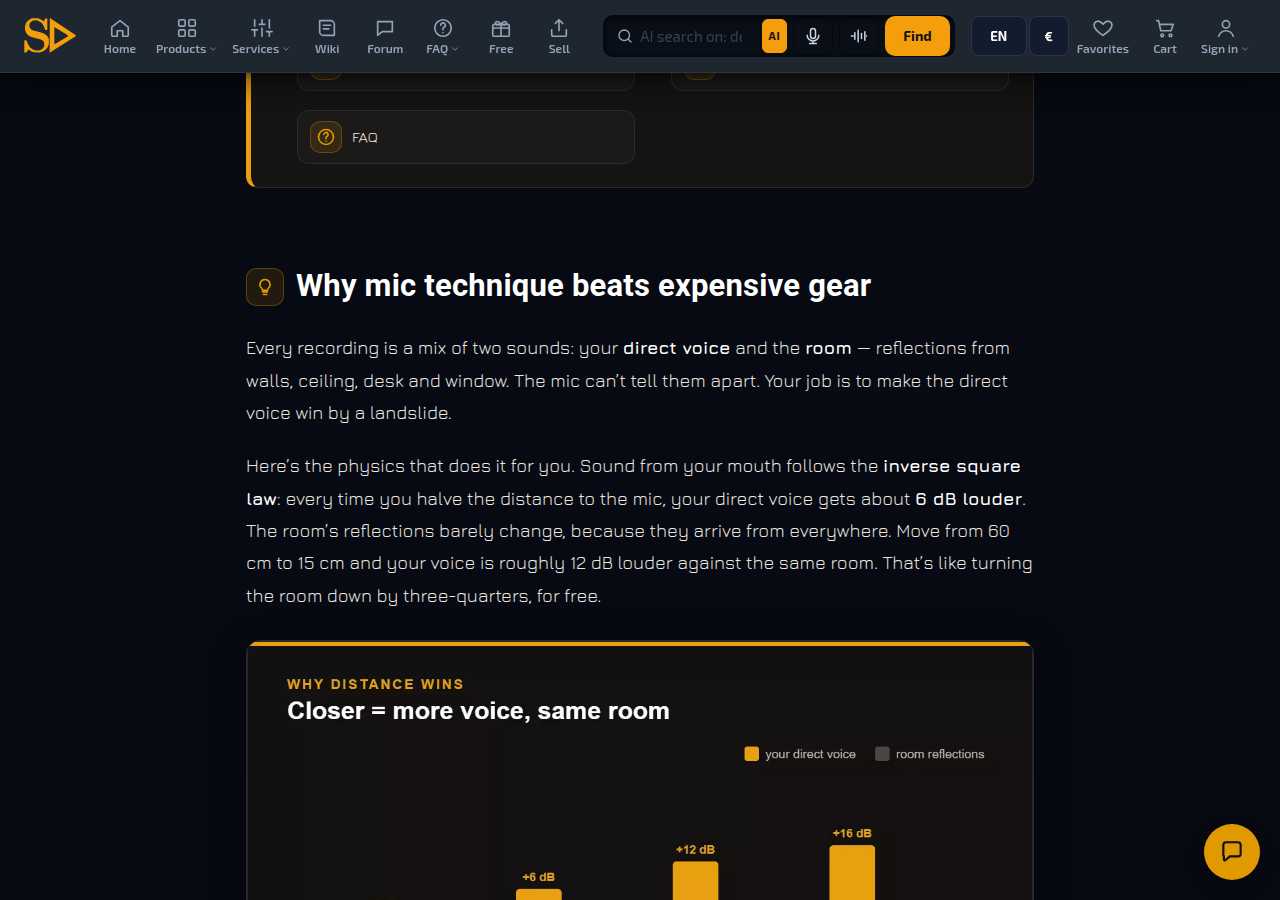 SD
Home
Products
Services
Wiki
Forum
FAQ
Free
Sell
AI search on: de
AI
Find
EN
€
Favorites
Cart
Sign in
FAQ
Why mic technique beats expensive gear
Every recording is a mix of two sounds: your direct voice and the room — reflections from
walls, ceiling, desk and window. The mic can't tell them apart. Your job is to make the direct
voice win by a landslide.
Here's the physics that does it for you. Sound from your mouth follows the inverse square
law: every time you halve the distance to the mic, your direct voice gets about 6 dB louder.
The room's reflections barely change, because they arrive from everywhere. Move from 60
cm to 15 cm and your voice is roughly 12 dB louder against the same room. That's like turning
the room down by three-quarters, for free.
WHY DISTANCE WINS
Closer = more voice, same room
your direct voice
room reflections
+6 dB
+12 dB
+16 dB